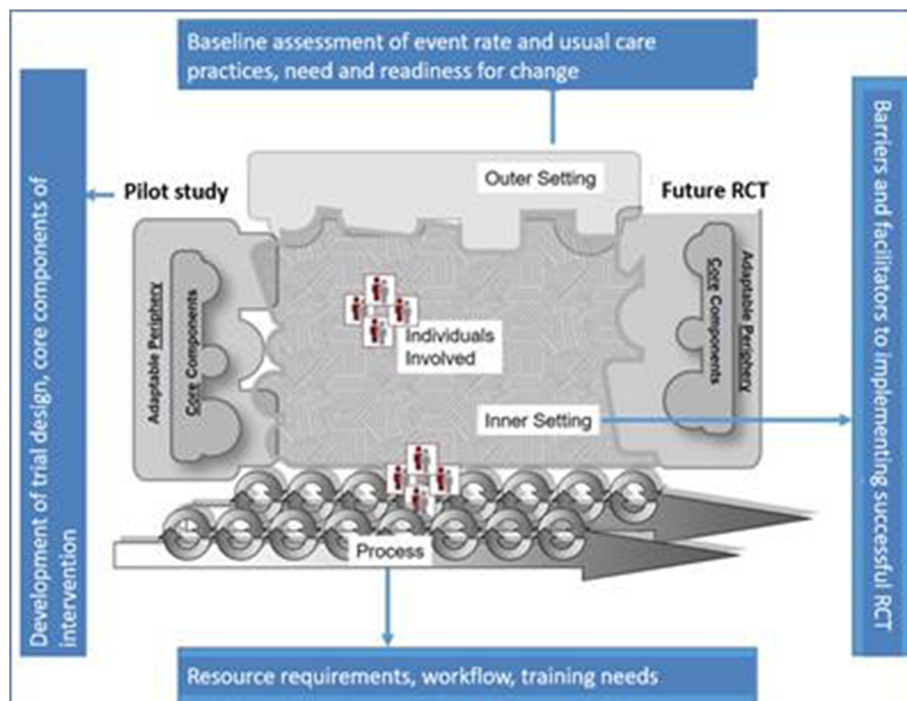 Baseline assessment of event rate and usual care
practices, need and readiness for change
Development of trial design, core components of
intervention
Pilot study
Outer Setting
Future RCT
Barriers and facilitators to implementing successful RCT
Adaptable Periphery
Core Components
Individuals
Involved
Inner Setting
Core Components
Adaptable Periphery
Process
Resource requirements, workflow, training needs